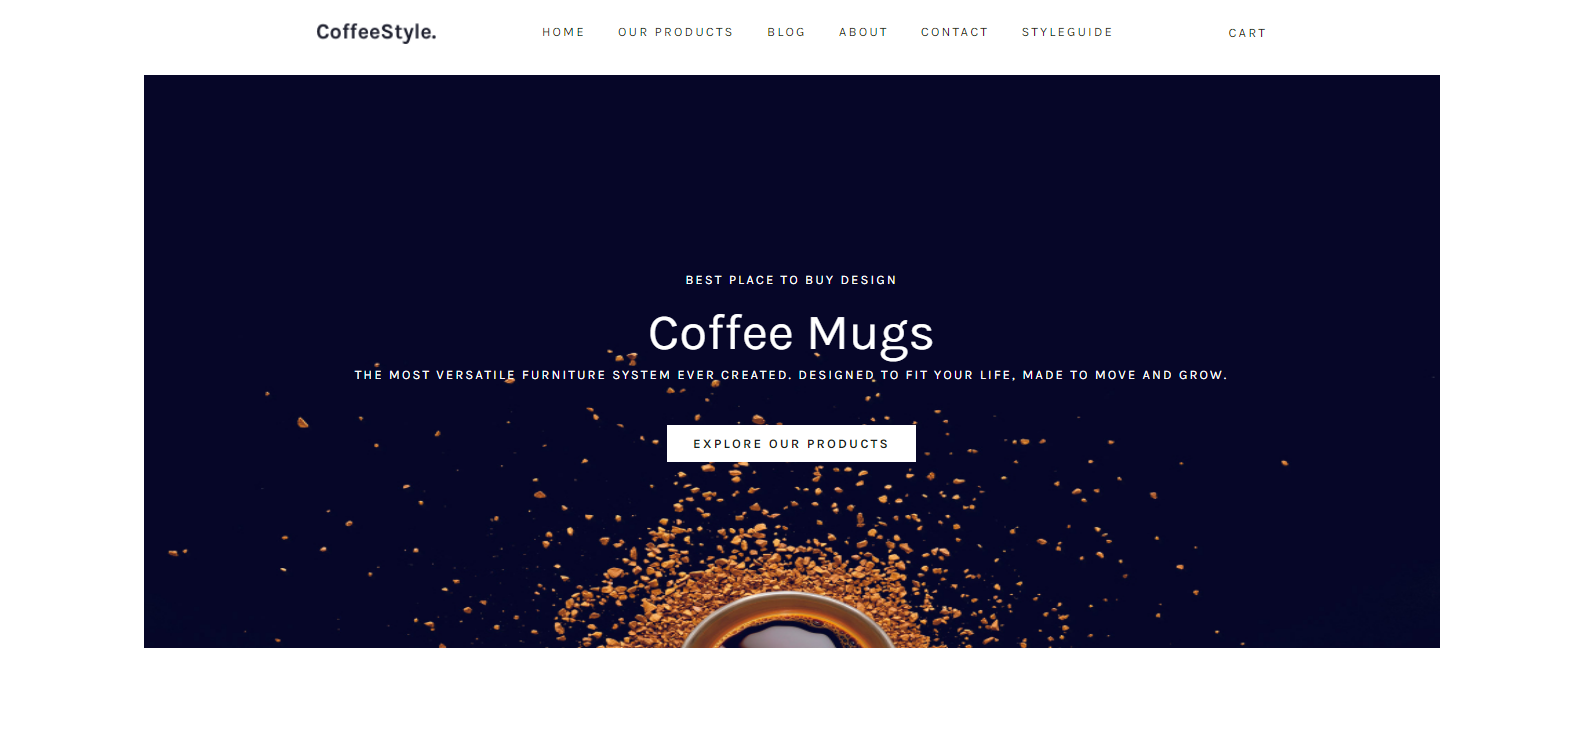 CoffeeStyle.
HOME OUR PRODUCTS BLOG ABOUT CONTACT STYLEGUIDE CART
BEST PLACE TO BUY DESIGN
Coffee Mugs
THE MOST VERSATILE FURNITURE SYSTEM EVER CREATED. DESIGNED TO FIT YOUR LIFE, MADE TO MOVE AND GROW.
EXPLORE OUR PRODUCTS